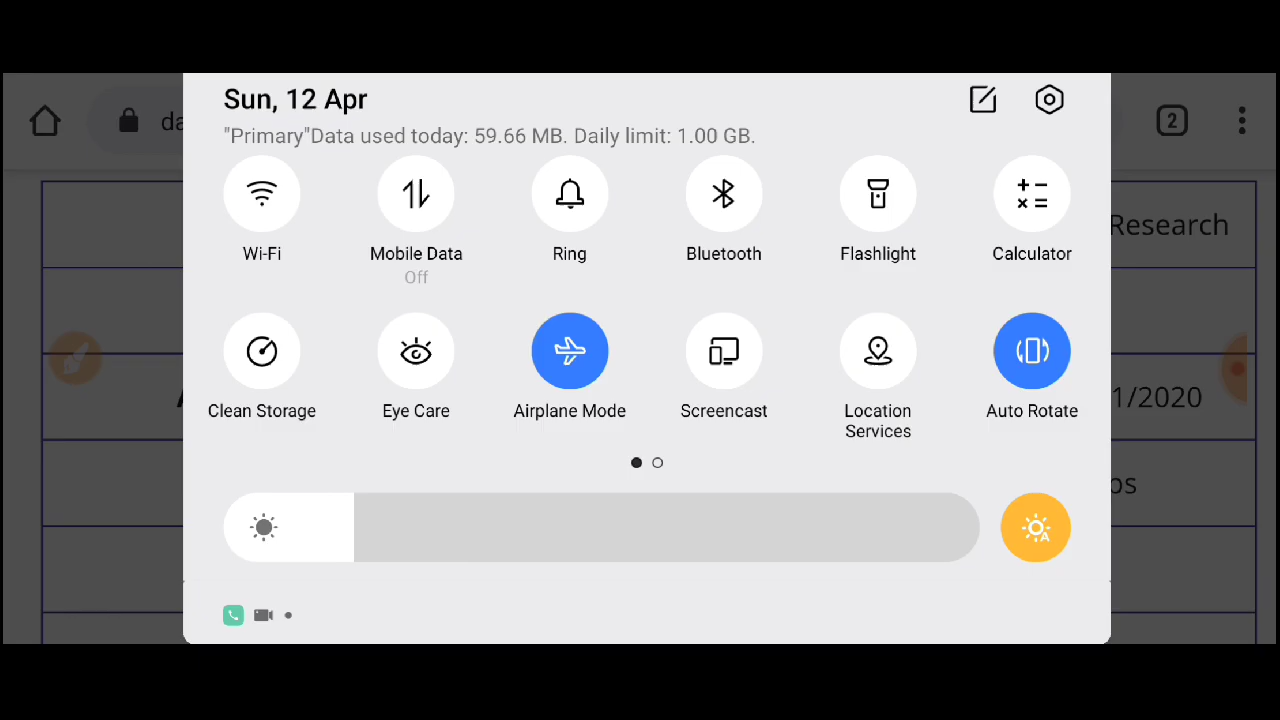 Sun, 12 Apr
"Primary"Data used today: 59.66 MB. Daily limit: 1.00 GB.
da
2
Wi-Fi
Mobile Data
Off
Ring
Bluetooth
Flashlight
Calculator
Research
Clean Storage
Eye Care
Airplane Mode
Screencast
Location
Services
Auto Rotate
1/2020
A